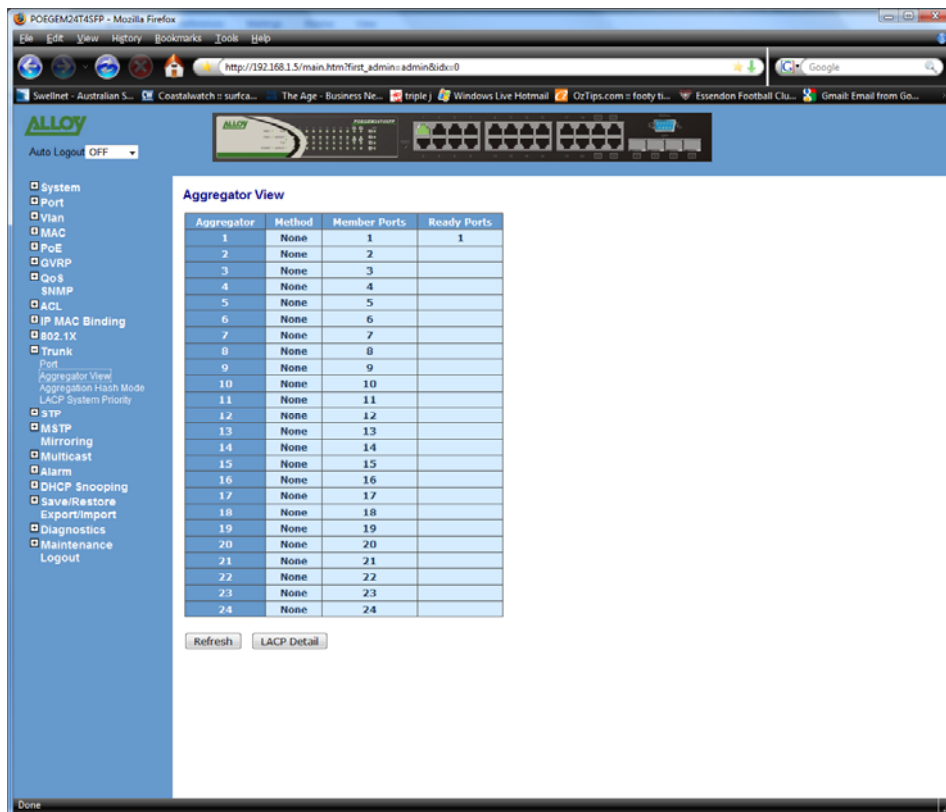 POEGEM24T4SFP - Mozilla Firefox
File Edit View History Bookmarks Tools Help
http://192.168.1.5/main.htm?first_admin=admin&idx=0
Google
Swellnet - Australian S... Coastalwatch :: surfca... The Age - Business Ne... triple j Windows Live Hotmail OzTips.com :: footy ti... Essendon Football Clu... Gmail: Email from Go...
ALLOY
ALLOY
POEGEM24T4SFP
Auto Logout OFF
System
Port
Vlan
MAC
PoE
GVRP
QoS
SNMP
ACL
IP MAC Binding
802.1X
Trunk
Port
Aggregator View
Aggregation Hash Mode
LACP System Priority
STP
MSTP
Mirroring
Multicast
Alarm
DHCP Snooping
Save/Restore
Export/Import
Diagnostics
Maintenance
Logout
Aggregator View
Aggregator Method Member Ports Ready Ports
1 None 1 1
2 None 2
3 None 3
4 None 4
5 None 5
6 None 6
7 None 7
8 None 8
9 None 9
10 None 10
11 None 11
12 None 12
13 None 13
14 None 14
15 None 15
16 None 16
17 None 17
18 None 18
19 None 19
20 None 20
21 None 21
22 None 22
23 None 23
24 None 24
Refresh LACP Detail
Done